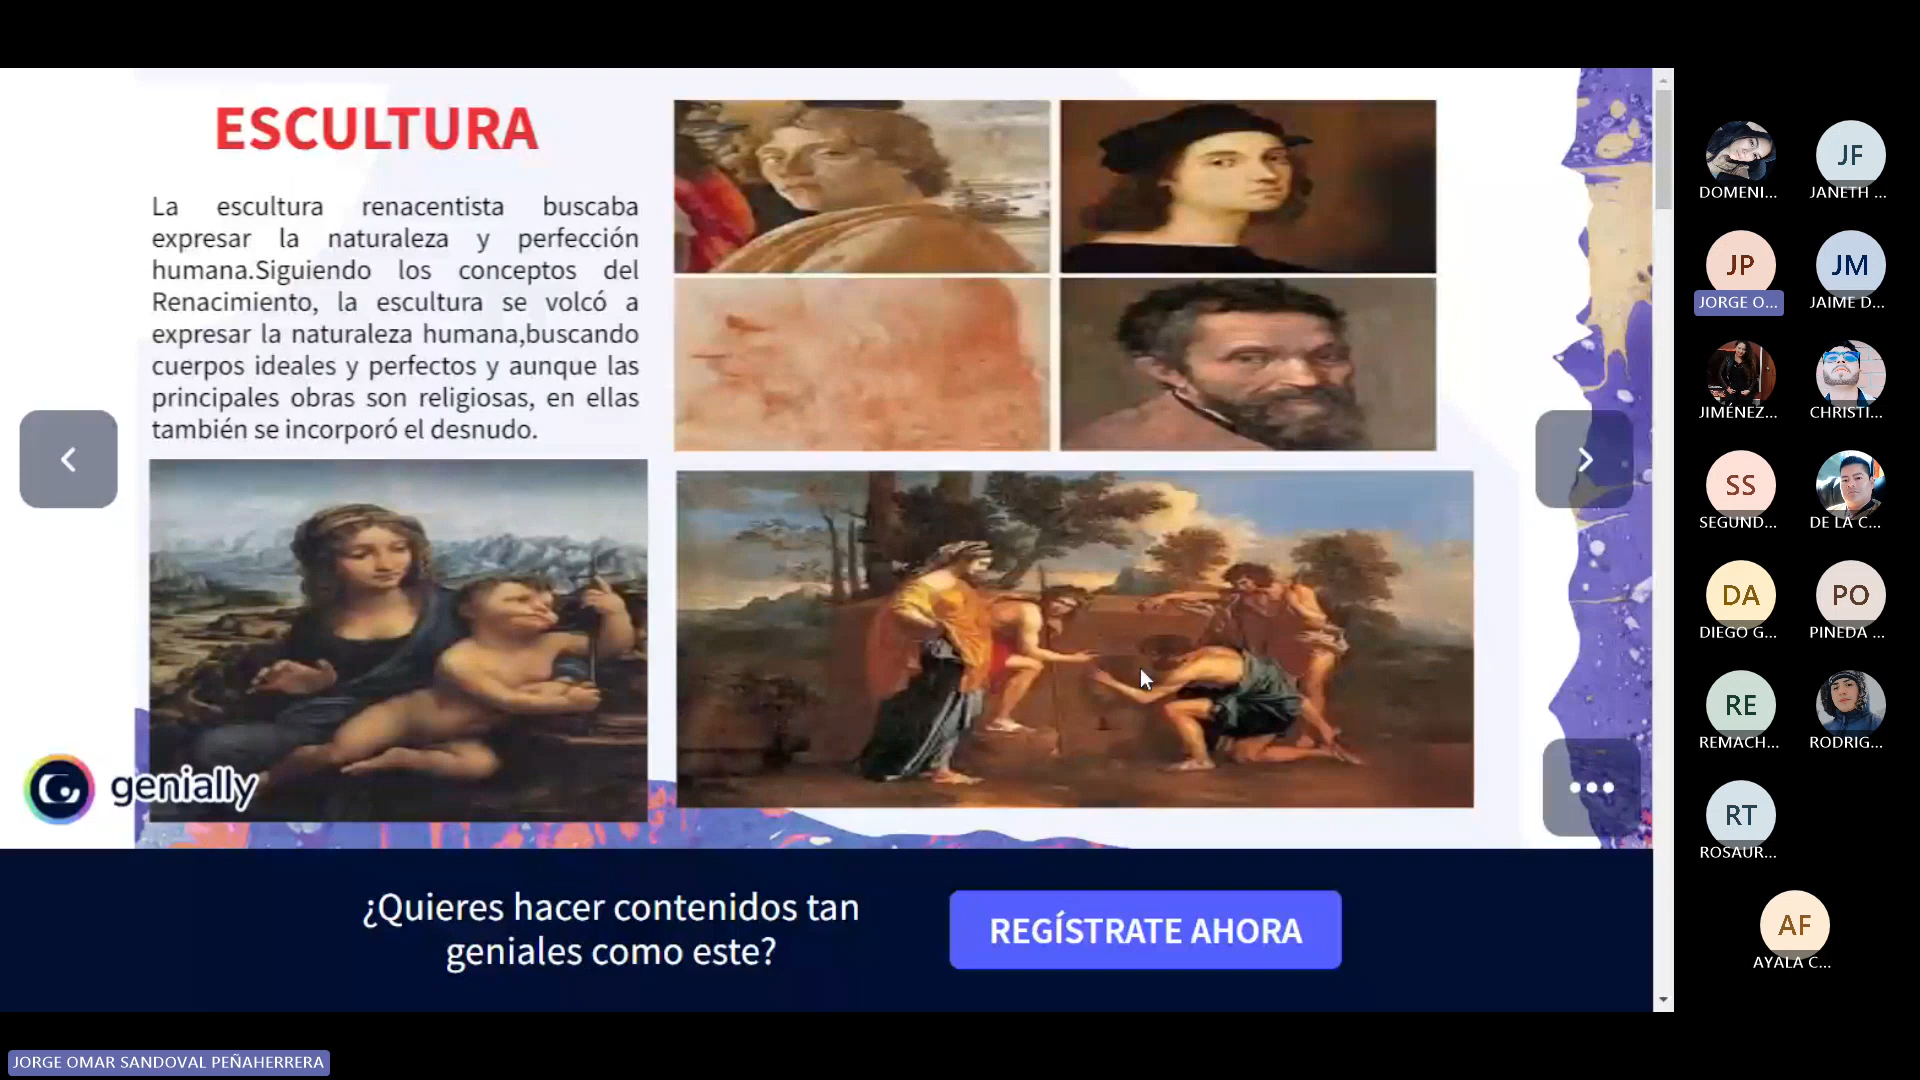 ESCULTURA
La escultura renacentista buscaba
expresar la naturaleza y perfección
humana.Siguiendo los conceptos del
Renacimiento, la escultura se volcó a
expresar la naturaleza humana,buscando
cuerpos ideales y perfectos y aunque las
principales obras son religiosas, en ellas
también se incorporó el desnudo.
genially
¿Quieres hacer contenidos tan
geniales como este?
REGÍSTRATE AHORA
DOMENI...
JF
JANETH ...
JP
JORGE O...
JM
JAIME D...
JIMÉNEZ...
CHRISTI...
SS
SEGUND...
DE LA C...
DA
DIEGO G...
PO
PINEDA ...
RE
REMACH...
RODRIG...
RT
ROSAUR...
AF
AYALA C...
JORGE OMAR SANDOVAL PEÑAHERRERA